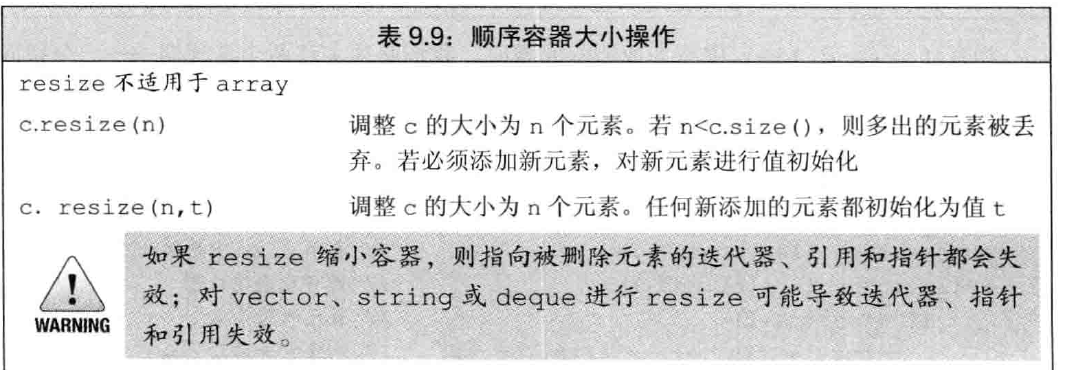 表 9.9：顺序容器大小操作
resize 不适用于 array
c.resize(n) 调整 c 的大小为 n 个元素。若 n<c.size()，则多出的元素被丢
弃。若必须添加新元素，对新元素进行值初始化
c. resize(n,t) 调整 c 的大小为 n 个元素。任何新添加的元素都初始化为值 t
如果 resize 缩小容器，则指向被删除元素的迭代器、引用和指针都会失
效；对 vector、string 或 deque 进行 resize 可能导致迭代器、指针
WARNING
和引用失效。